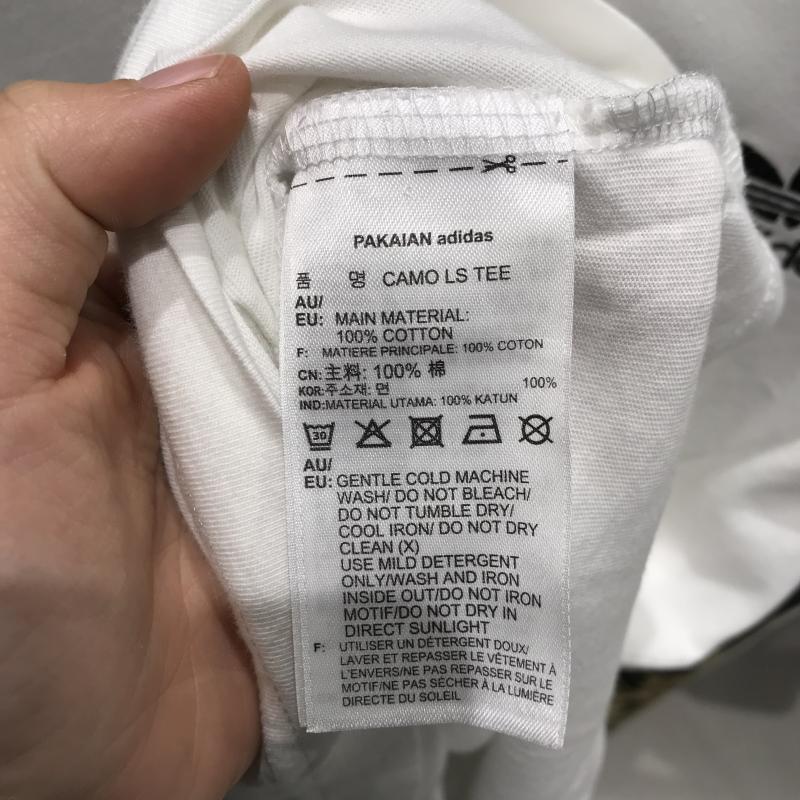 PAKAIAN adidas
품 명 CAMO LS TEE
AU/
EU: MAIN MATERIAL:
100% COTTON
F: MATIERE PRINCIPALE: 100% COTON
CN: 主料: 100% 棉
KOR:주소재: 면 100%
IND:MATERIAL UTAMA: 100% KATUN
30
AU/
EU: GENTLE COLD MACHINE
WASH/ DO NOT BLEACH/
DO NOT TUMBLE DRY/
COOL IRON/ DO NOT DRY
CLEAN (X)
USE MILD DETERGENT
ONLY/WASH AND IRON
INSIDE OUT/DO NOT IRON
MOTIF/DO NOT DRY IN
DIRECT SUNLIGHT
F: UTILISER UN DÉTERGENT DOUX/
LAVER ET REPASSER LE VÊTEMENT À
L'ENVERS/NE PAS REPASSER SUR LE
MOTIF/NE PAS SÉCHER À LA LUMIÈRE
DIRECTE DU SOLEIL